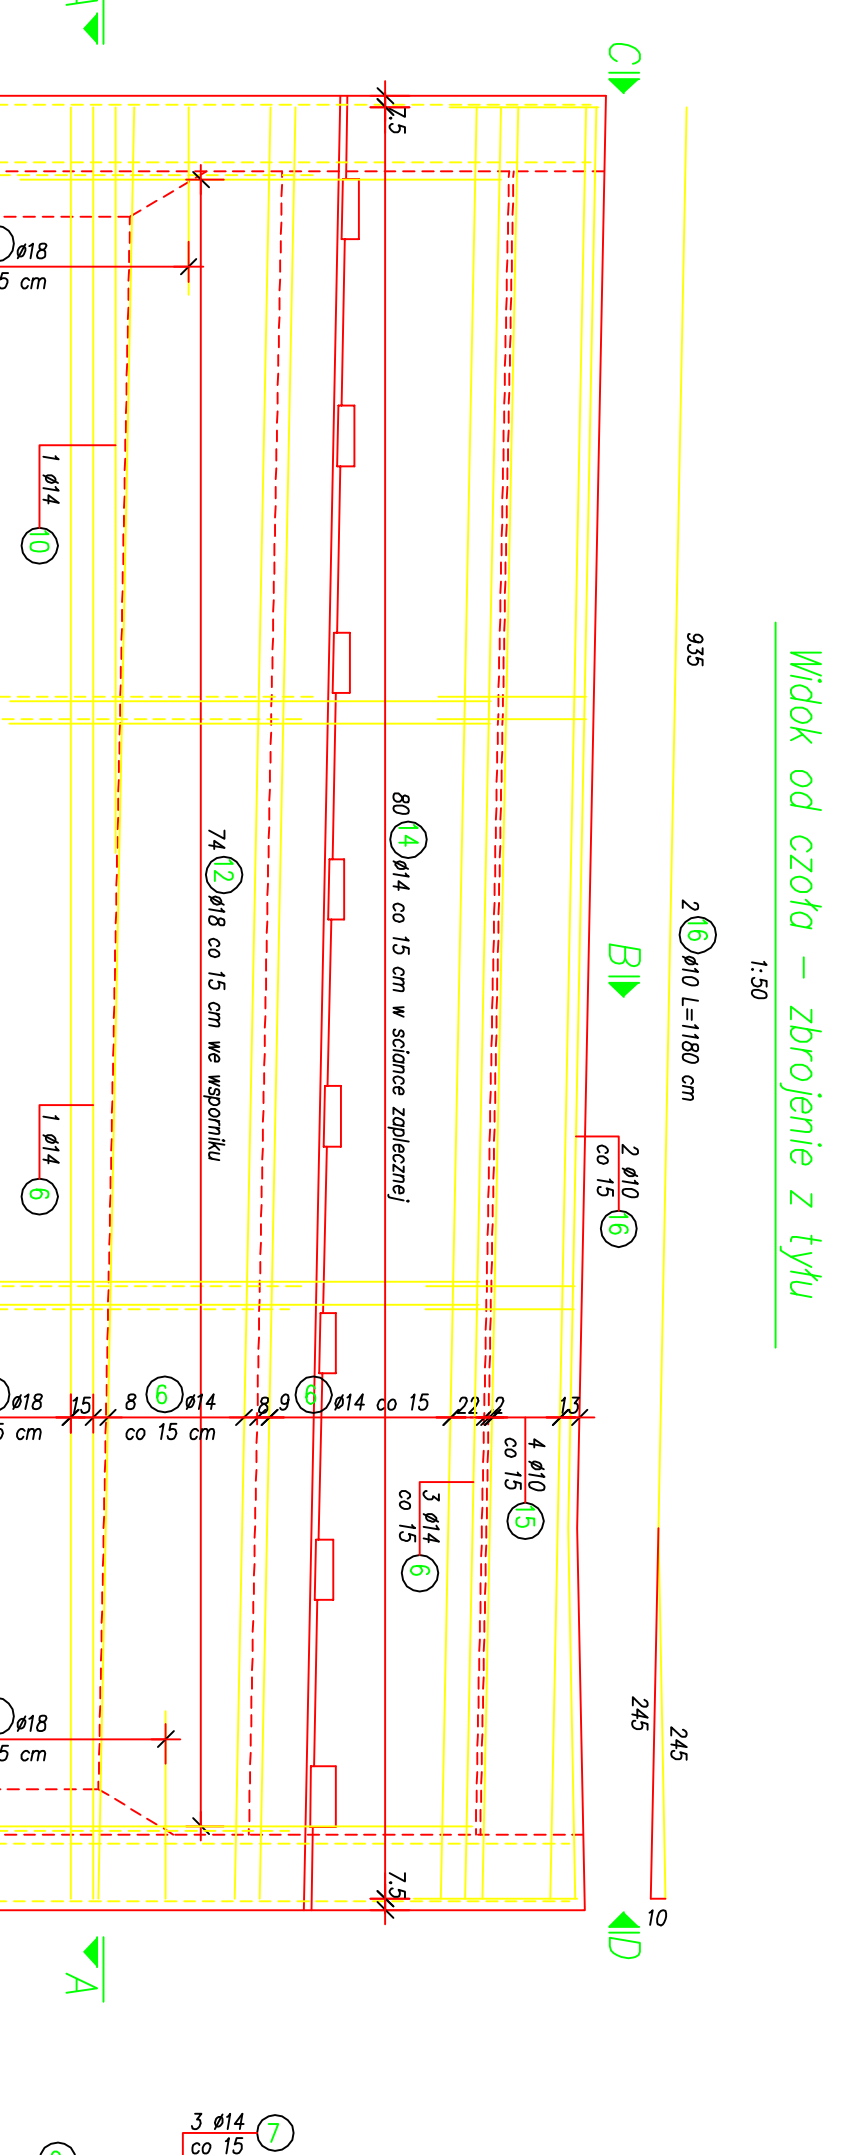 Widok od czoła – zbrojenie z tyłu
1:50
A
C
B
D
A
935
2 16 ø10 L=1180 cm
245
245
10
2 ø10
co 15
16
7.5
80 14 ø14 co 15 cm w sciance zaplecznej
7.5
74 12 ø18 co 15 cm we wsporniku
ø18
5 cm
1 ø14
10
1 ø14
6
ø18
5 cm
15
8 6 ø14
co 15 cm
8
9
6 ø14 co 15
22
2
13
4 ø10
co 15
15
3 ø14
co 15
6
ø18
5 cm
3 ø14
co 15
7